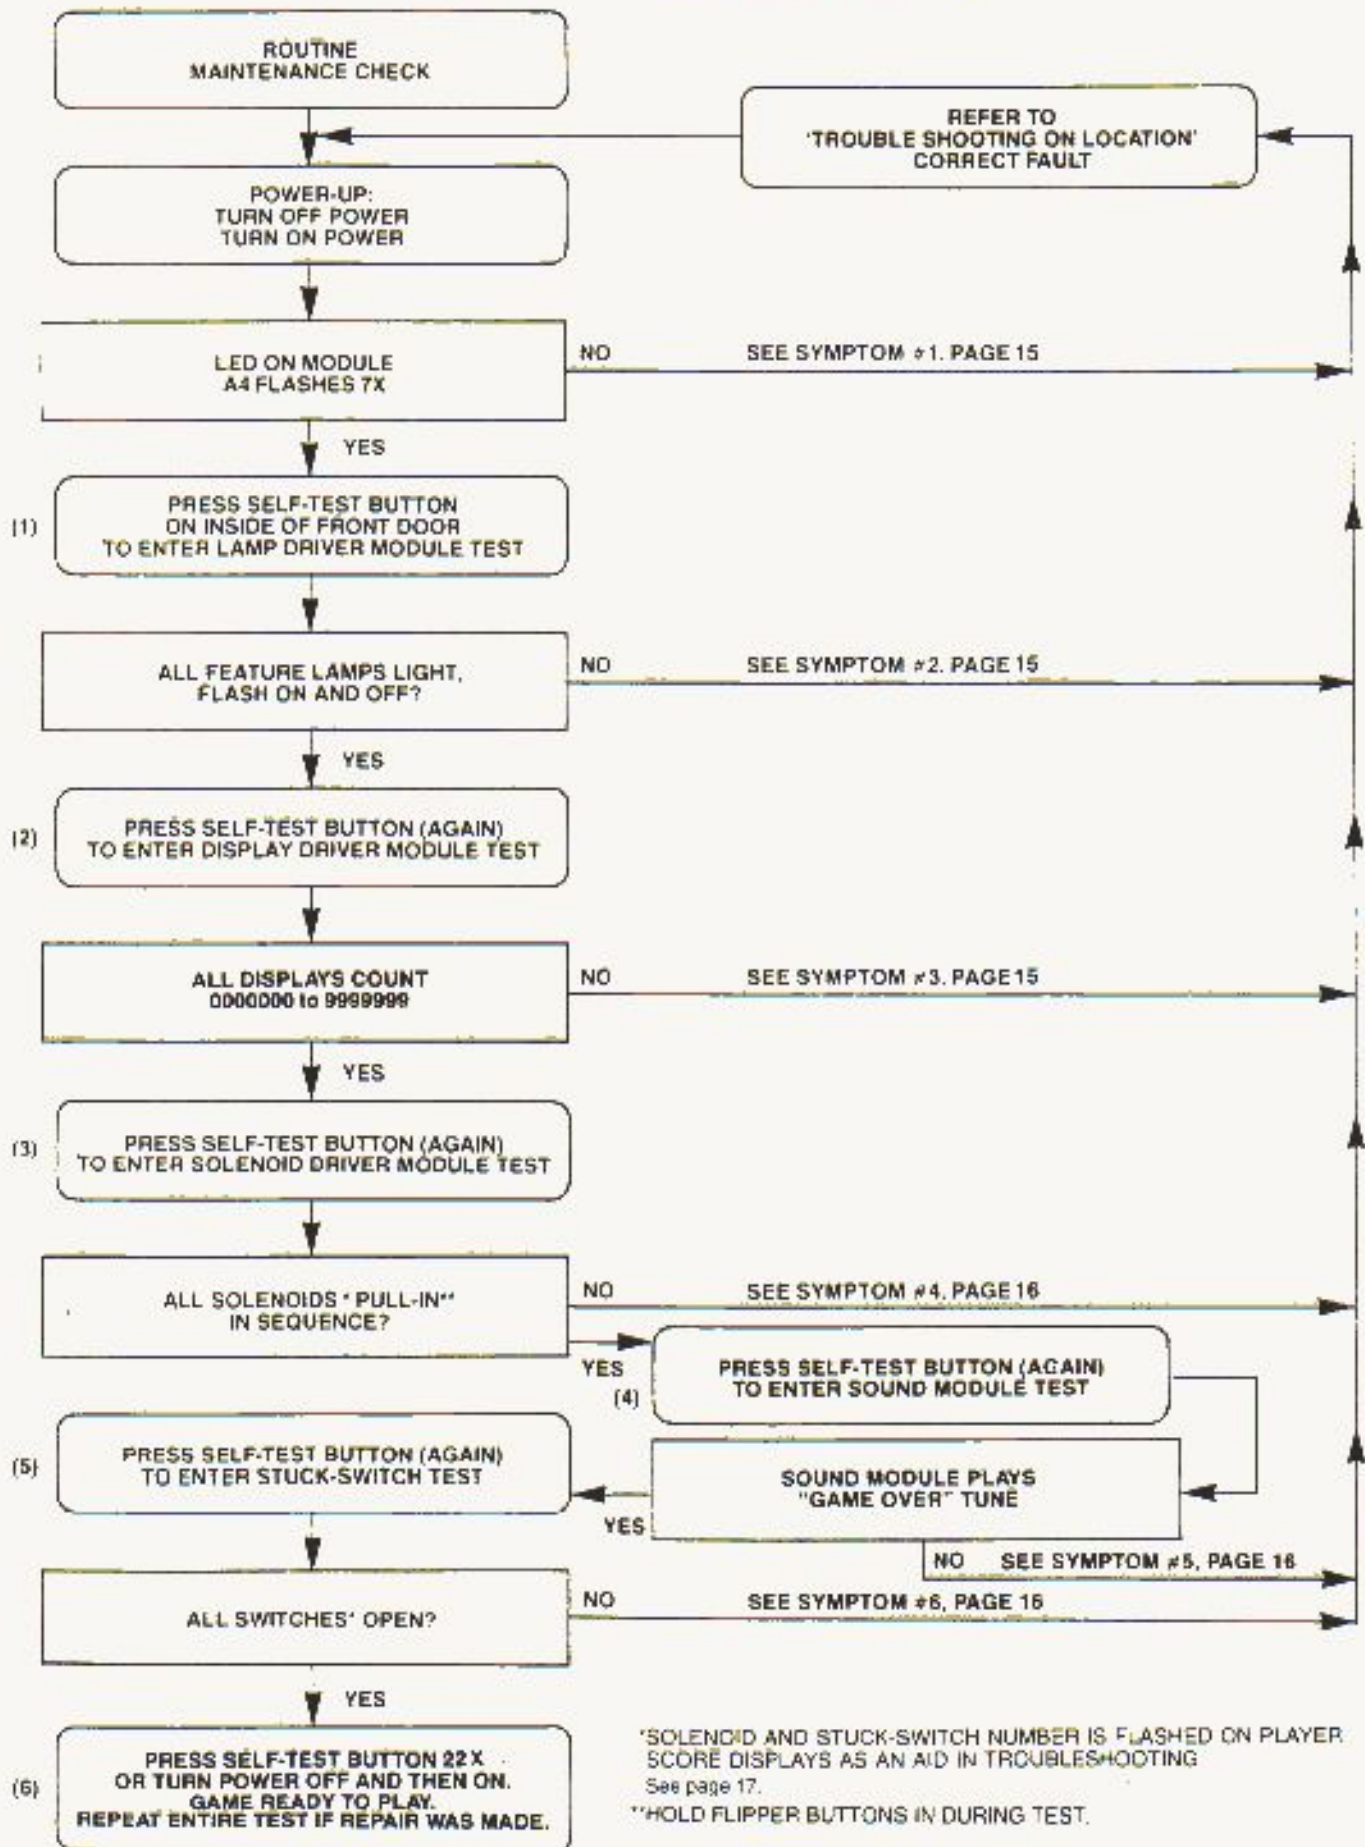 ROUTINE
MAINTENANCE CHECK
REFER TO
'TROUBLE SHOOTING ON LOCATION'
CORRECT FAULT
POWER-UP:
TURN OFF POWER
TURN ON POWER
LED ON MODULE
A4 FLASHES 7X
NO
SEE SYMPTOM #1. PAGE 15
YES
(1)
PRESS SELF-TEST BUTTON
ON INSIDE OF FRONT DOOR
TO ENTER LAMP DRIVER MODULE TEST
ALL FEATURE LAMPS LIGHT,
FLASH ON AND OFF?
NO
SEE SYMPTOM #2. PAGE 15
YES
(2)
PRESS SELF-TEST BUTTON (AGAIN)
TO ENTER DISPLAY DRIVER MODULE TEST
ALL DISPLAYS COUNT
0000000 to 9999999
NO
SEE SYMPTOM #3. PAGE 15
YES
(3)
PRESS SELF-TEST BUTTON (AGAIN)
TO ENTER SOLENOID DRIVER MODULE TEST
ALL SOLENOIDS * PULL-IN**
IN SEQUENCE?
NO
SEE SYMPTOM #4. PAGE 16
YES
(4)
PRESS SELF-TEST BUTTON (AGAIN)
TO ENTER SOUND MODULE TEST
SOUND MODULE PLAYS
"GAME OVER" TUNE
YES
NO
SEE SYMPTOM #5, PAGE 16
(5)
PRESS SELF-TEST BUTTON (AGAIN)
TO ENTER STUCK-SWITCH TEST
ALL SWITCHES* OPEN?
NO
SEE SYMPTOM #6, PAGE 16
YES
(6)
PRESS SELF-TEST BUTTON 22X
OR TURN POWER OFF AND THEN ON.
GAME READY TO PLAY.
REPEAT ENTIRE TEST IF REPAIR WAS MADE.
*SOLENOID AND STUCK-SWITCH NUMBER IS FLASHED ON PLAYER
SCORE DISPLAYS AS AN AID IN TROUBLESHOOTING
See page 17.
**HOLD FLIPPER BUTTONS IN DURING TEST.